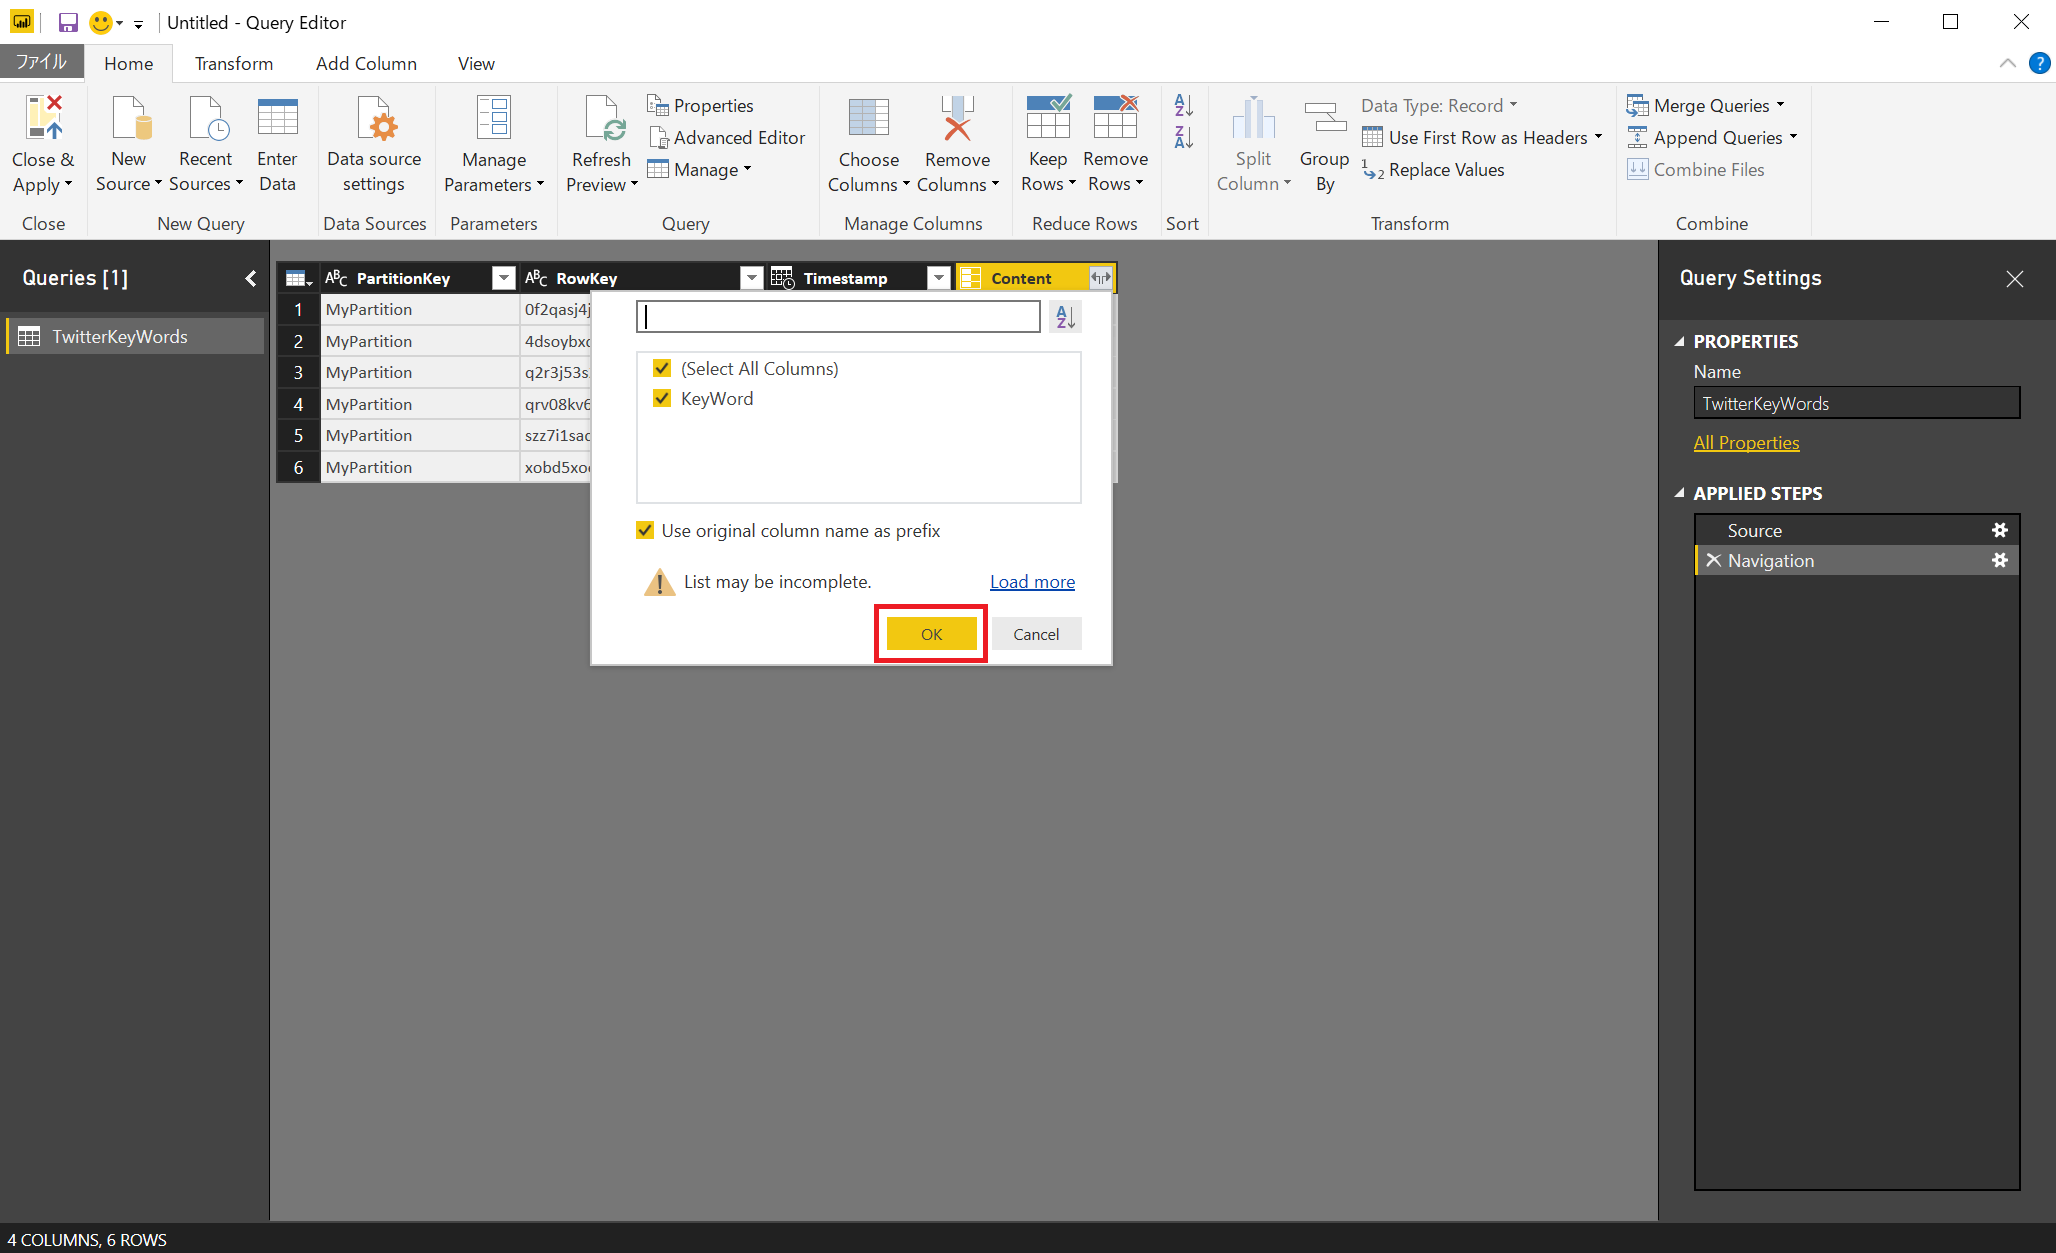 Untitled - Query Editor
ファイル
Home
Transform
Add Column
View
Close &
Apply
New
Source
Recent
Sources
Enter
Data
Data source
settings
Manage
Parameters
Refresh
Preview
Properties
Advanced Editor
Manage
Choose
Columns
Remove
Columns
Keep
Rows
Remove
Rows
Split
Column
Group
By
Data Type: Record
Use First Row as Headers
Replace Values
Merge Queries
Append Queries
Combine Files
Close
New Query
Data Sources
Parameters
Query
Manage Columns
Reduce Rows
Sort
Transform
Combine
Queries [1]
TwitterKeyWords
PartitionKey
RowKey
Timestamp
Content
1 MyPartition 0f2qasj4j
2 MyPartition 4dsoybxc
3 MyPartition q2r3j53s
4 MyPartition qrv08kv6
5 MyPartition szz7i1sac
6 MyPartition
(Select All Columns)
KeyWord
Use original column name as prefix
List may be incomplete.
Load more
OK
Cancel
Query Settings
PROPERTIES
Name
TwitterKeyWords
All Properties
APPLIED STEPS
Source
Navigation
4 COLUMNS, 6 ROWS